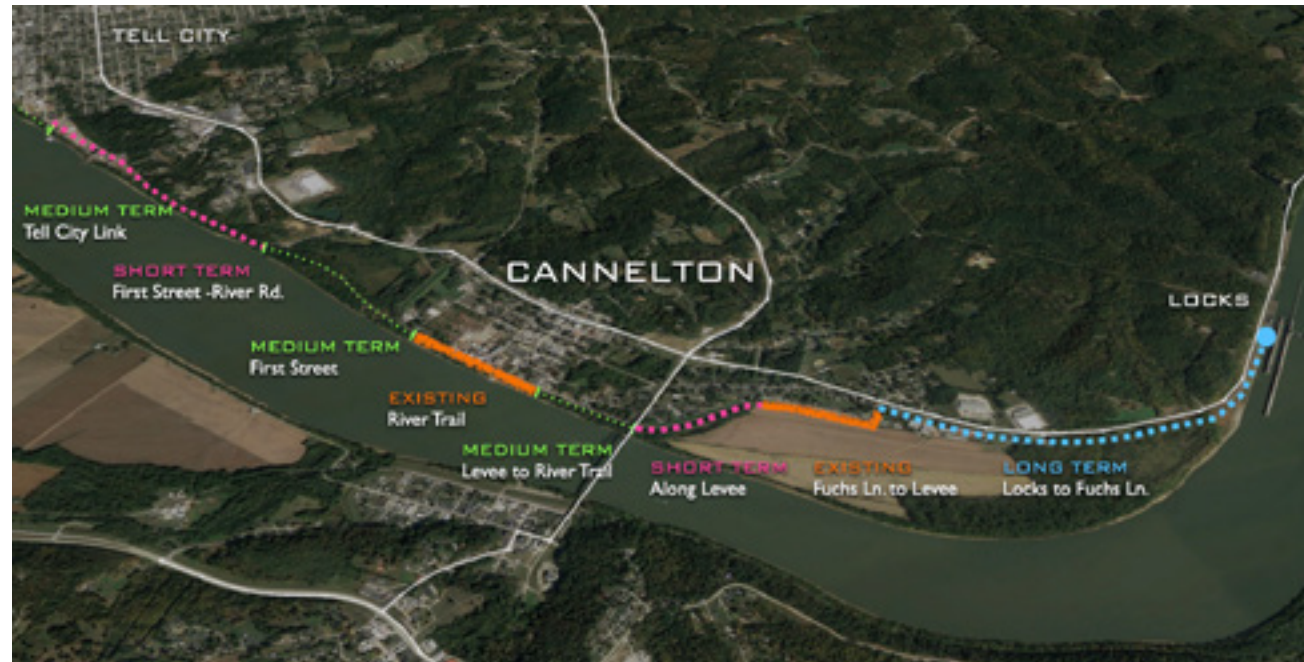 TELL CITY
MEDIUM TERM
Tell City Link
SHORT TERM
First Street -River Rd.
CANNELTON
LOCKS
MEDIUM TERM
First Street
EXISTING
River Trail
MEDIUM TERM
Levee to River Trail
SHORT TERM
Along Levee
EXISTING
Fuchs Ln. to Levee
LONG TERM
Locks to Fuchs Ln.